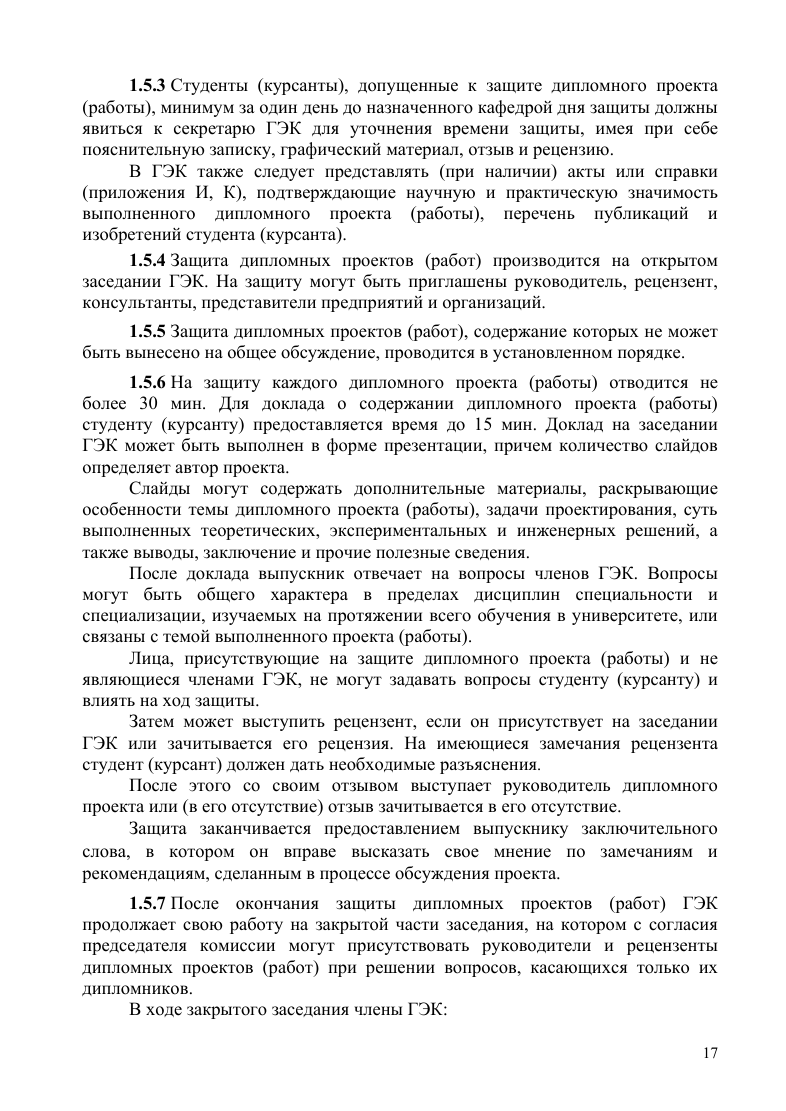 1.5.3 Студенты (курсанты), допущенные к защите дипломного проекта
(работы), минимум за один день до назначенного кафедрой дня защиты должны
явиться к секретарю ГЭК для уточнения времени защиты, имея при себе
пояснительную записку, графический материал, отзыв и рецензию.
В ГЭК также следует представлять (при наличии) акты или справки
(приложения И, К), подтверждающие научную и практическую значимость
выполненного дипломного проекта (работы), перечень публикаций и
изобретений студента (курсанта).
1.5.4 Защита дипломных проектов (работ) производится на открытом
заседании ГЭК. На защиту могут быть приглашены руководитель, рецензент,
консультанты, представители предприятий и организаций.
1.5.5 Защита дипломных проектов (работ), содержание которых не может
быть вынесено на общее обсуждение, проводится в установленном порядке.
1.5.6 На защиту каждого дипломного проекта (работы) отводится не
более 30 мин. Для доклада о содержании дипломного проекта (работы)
студенту (курсанту) предоставляется время до 15 мин. Доклад на заседании
ГЭК может быть выполнен в форме презентации, причем количество слайдов
определяет автор проекта.
Слайды могут содержать дополнительные материалы, раскрывающие
особенности темы дипломного проекта (работы), задачи проектирования, суть
выполненных теоретических, экспериментальных и инженерных решений, а
также выводы, заключение и прочие полезные сведения.
После доклада выпускник отвечает на вопросы членов ГЭК. Вопросы
могут быть общего характера в пределах дисциплин специальности и
специализации, изучаемых на протяжении всего обучения в университете, или
связаны с темой выполненного проекта (работы).
Лица, присутствующие на защите дипломного проекта (работы) и не
являющиеся членами ГЭК, не могут задавать вопросы студенту (курсанту) и
влиять на ход защиты.
Затем может выступить рецензент, если он присутствует на заседании
ГЭК или зачитывается его рецензия. На имеющиеся замечания рецензента
студент (курсант) должен дать необходимые разъяснения.
После этого со своим отзывом выступает руководитель дипломного
проекта или (в его отсутствие) отзыв зачитывается в его отсутствие.
Защита заканчивается предоставлением выпускнику заключительного
слова, в котором он вправе высказать свое мнение по замечаниям и
рекомендациям, сделанным в процессе обсуждения проекта.
1.5.7 После окончания защиты дипломных проектов (работ) ГЭК
продолжает свою работу на закрытой части заседания, на котором с согласия
председателя комиссии могут присутствовать руководители и рецензенты
дипломных проектов (работ) при решении вопросов, касающихся только их
дипломников.
В ходе закрытого заседания члены ГЭК:
17